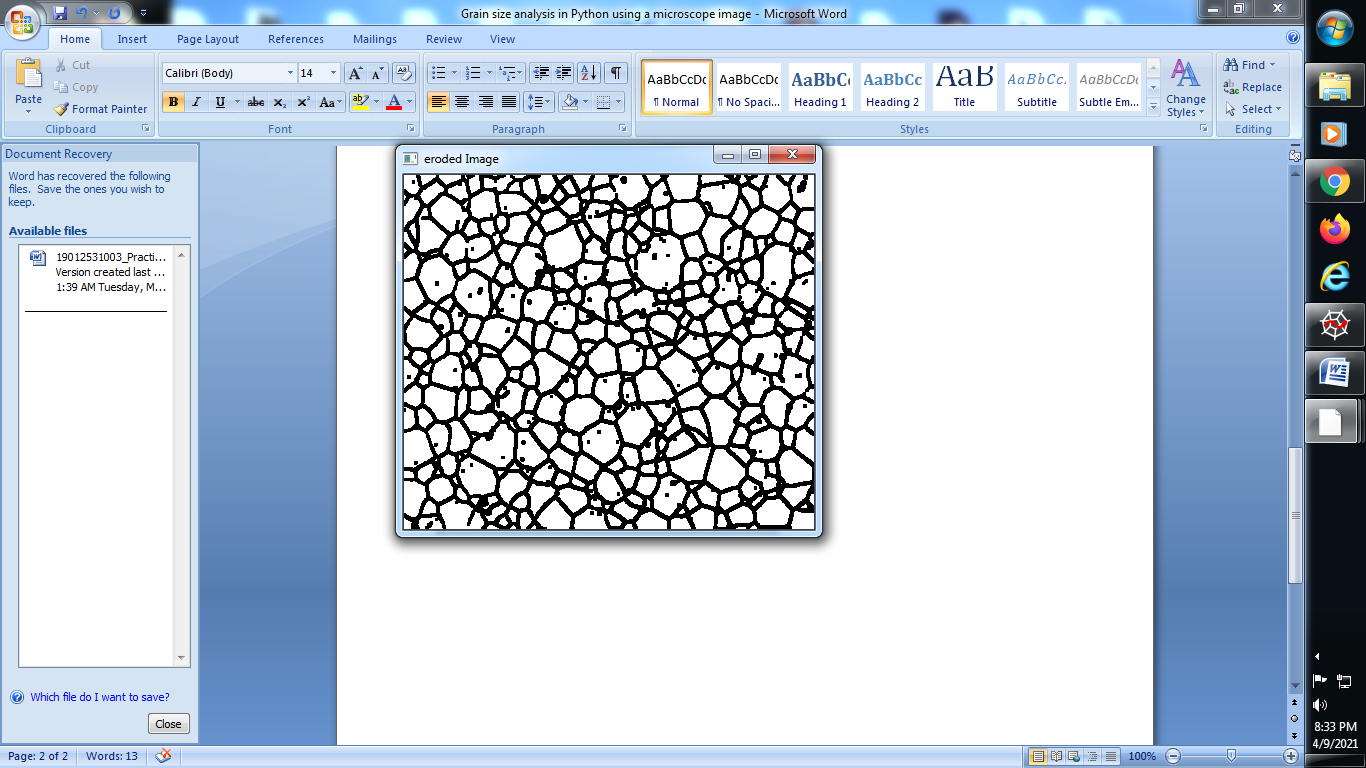 Grain size analysis in Python using a microscope image - Microsoft Word
Home Insert Page Layout References Mailings Review View
Paste
Cut
Copy
Format Painter
Clipboard
Calibri (Body) 14
B I U abc X₂ X² Aa
Font
Paragraph
AaBbCcDc AaBbCcDc AaBbC AaBbCc AaB AaBbCc. AaBbCcDc
¶ Normal ¶ No Spaci... Heading 1 Heading 2 Title Subtitle Subtle Em...
Change Styles
Styles
Find
Replace
Select
Editing
Document Recovery
Word has recovered the following
files. Save the ones you wish to
keep.
Available files
19012531003_Practi...
Version created last ...
1:39 AM Tuesday, M...
Which file do I want to save?
Close
eroded Image
Page: 2 of 2 Words: 13
100%
8:33 PM
4/9/2021